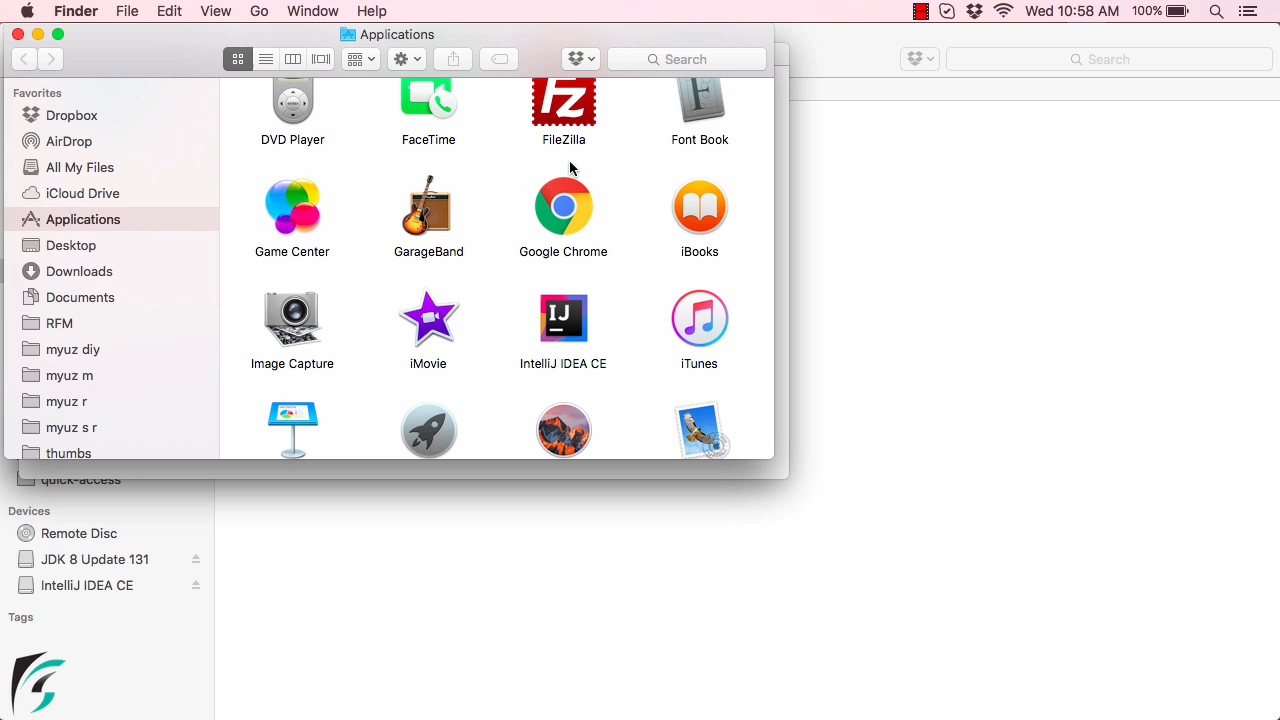 Finder File Edit View Go Window Help Wed 10:58 AM 100%
Applications
Search
Search
Favorites
Dropbox
AirDrop
All My Files
iCloud Drive
Applications
Desktop
Downloads
Documents
RFM
myuz diy
myuz m
myuz r
myuz s r
thumbs
quick-access
Devices
Remote Disc
JDK 8 Update 131
IntelliJ IDEA CE
Tags
DVD Player FaceTime FileZilla Font Book
Game Center GarageBand Google Chrome iBooks
IJ
Image Capture iMovie IntelliJ IDEA CE iTunes